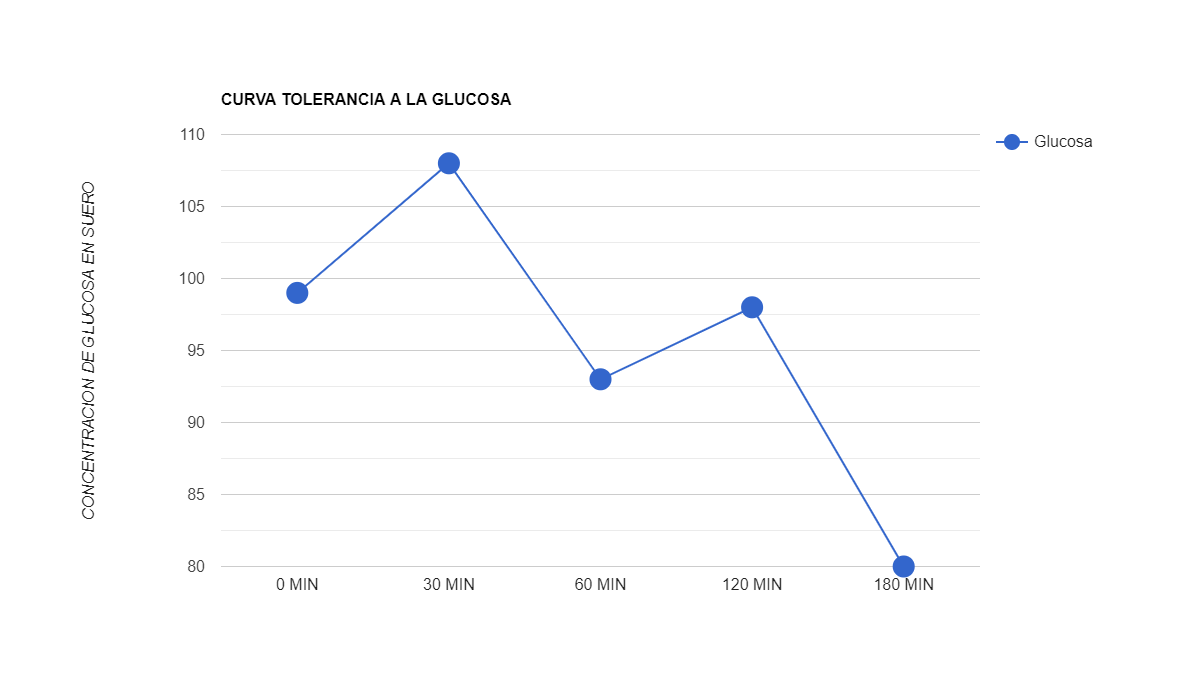 CURVA TOLERANCIA A LA GLUCOSA
Glucosa
CONCENTRACION DE GLUCOSA EN SUERO
110
105
100
95
90
85
80
0 MIN
30 MIN
60 MIN
120 MIN
180 MIN